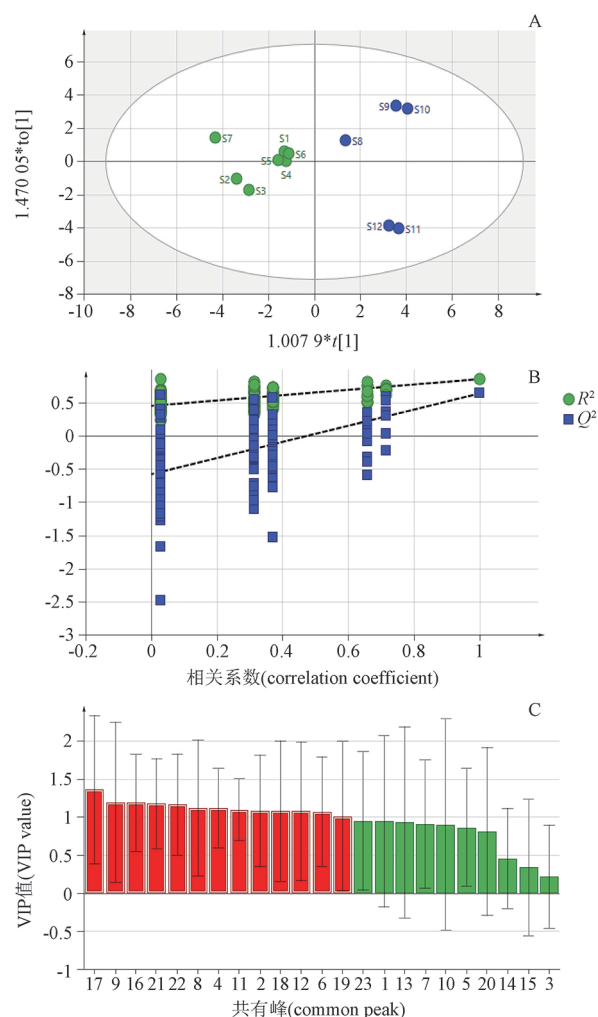 A
6
4
2
0
-2
-4
-6
-8
1.470 05*to[1]
S9
S10
S8
S7
S1
S6
S5
S4
S2
S3
S12
S11
-10
-8
-6
-4
-2
0
2
4
6
8
1.007 9*t[1]
B
R²
Q²
0.5
0
-0.5
-1
-1.5
-2
-2.5
-3
-0.2
0
0.2
0.4
0.6
0.8
1
相关系数(correlation coefficient)
C
2
1.5
1
0.5
0
-0.5
-1
VIP值(VIP value)
17 9 16 21 22 8 4 11 2 18 12 6 19 23 1 13 7 10 5 20 14 15 3
共有峰(common peak)